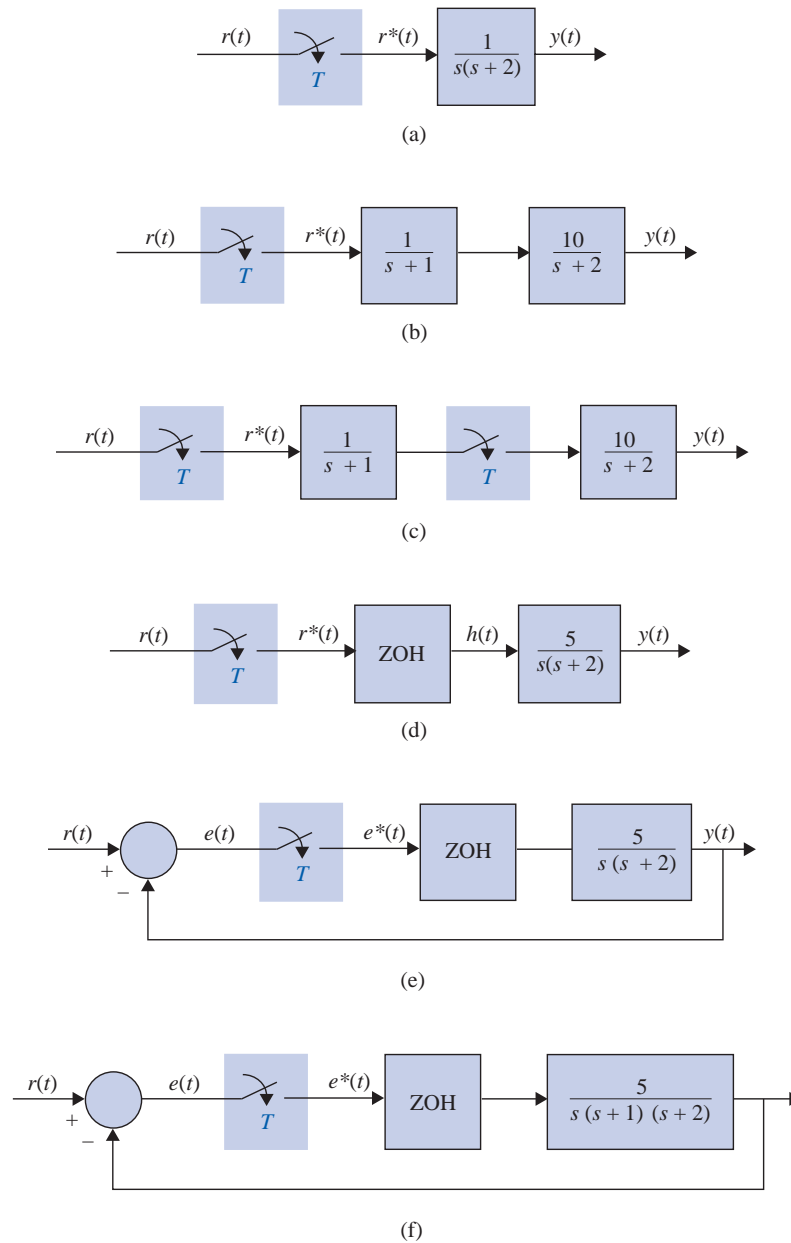 r(t) T r*(t) 1/s(s + 2) y(t)
(a)
r(t) T r*(t) 1/s + 1 10/s + 2 y(t)
(b)
r(t) T r*(t) 1/s + 1 T 10/s + 2 y(t)
(c)
r(t) T r*(t) ZOH h(t) 5/s(s + 2) y(t)
(d)
r(t) + − e(t) T e*(t) ZOH 5/s (s + 2) y(t)
(e)
r(t) + − e(t) T e*(t) ZOH 5/s (s + 1) (s + 2)
(f)